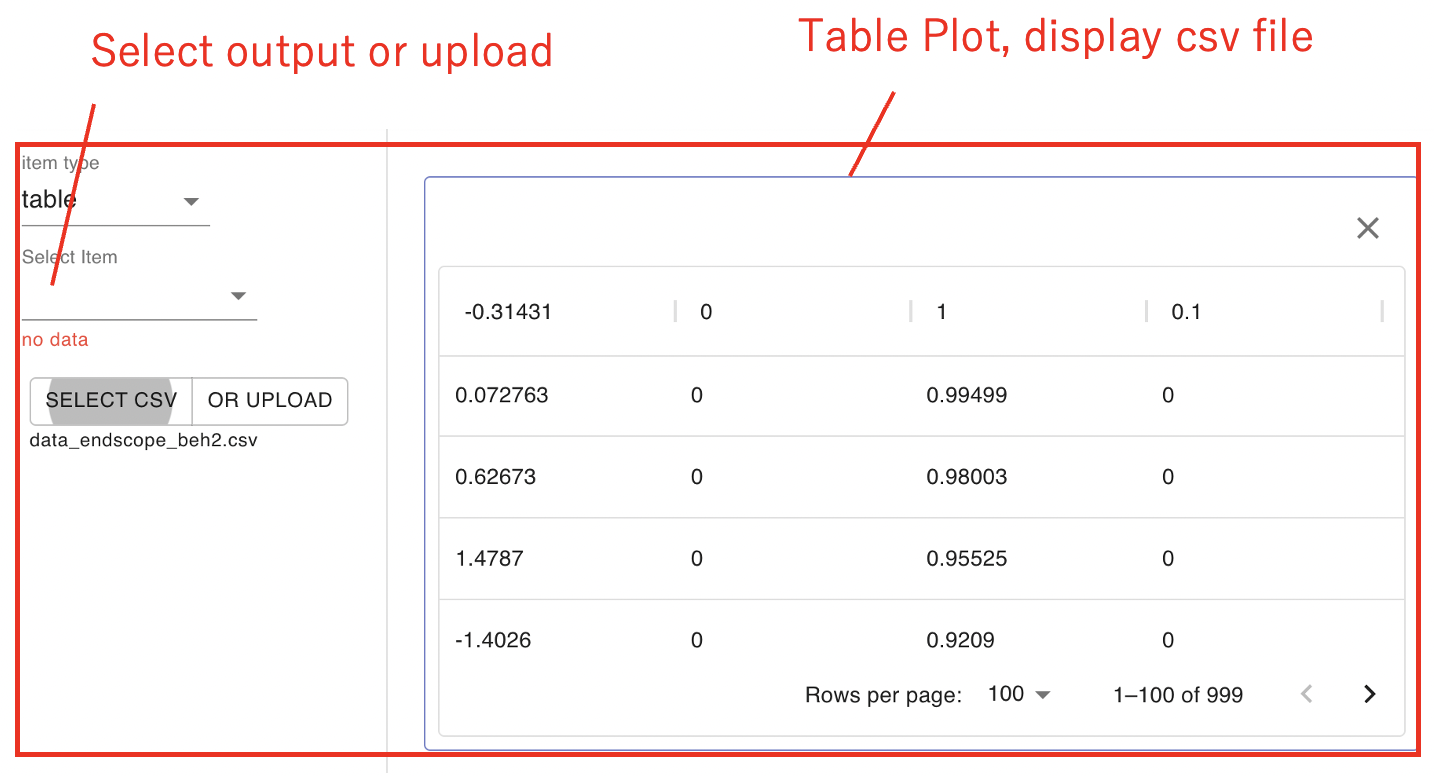 Select output or upload
Table Plot, display csv file
item type
table
Select Item
no data
SELECT CSV OR UPLOAD
data_endscope_beh2.csv
-0.31431 0 1 0.1
0.072763 0 0.99499 0
0.62673 0 0.98003 0
1.4787 0 0.95525 0
-1.4026 0 0.9209 0
Rows per page: 100 1–100 of 999